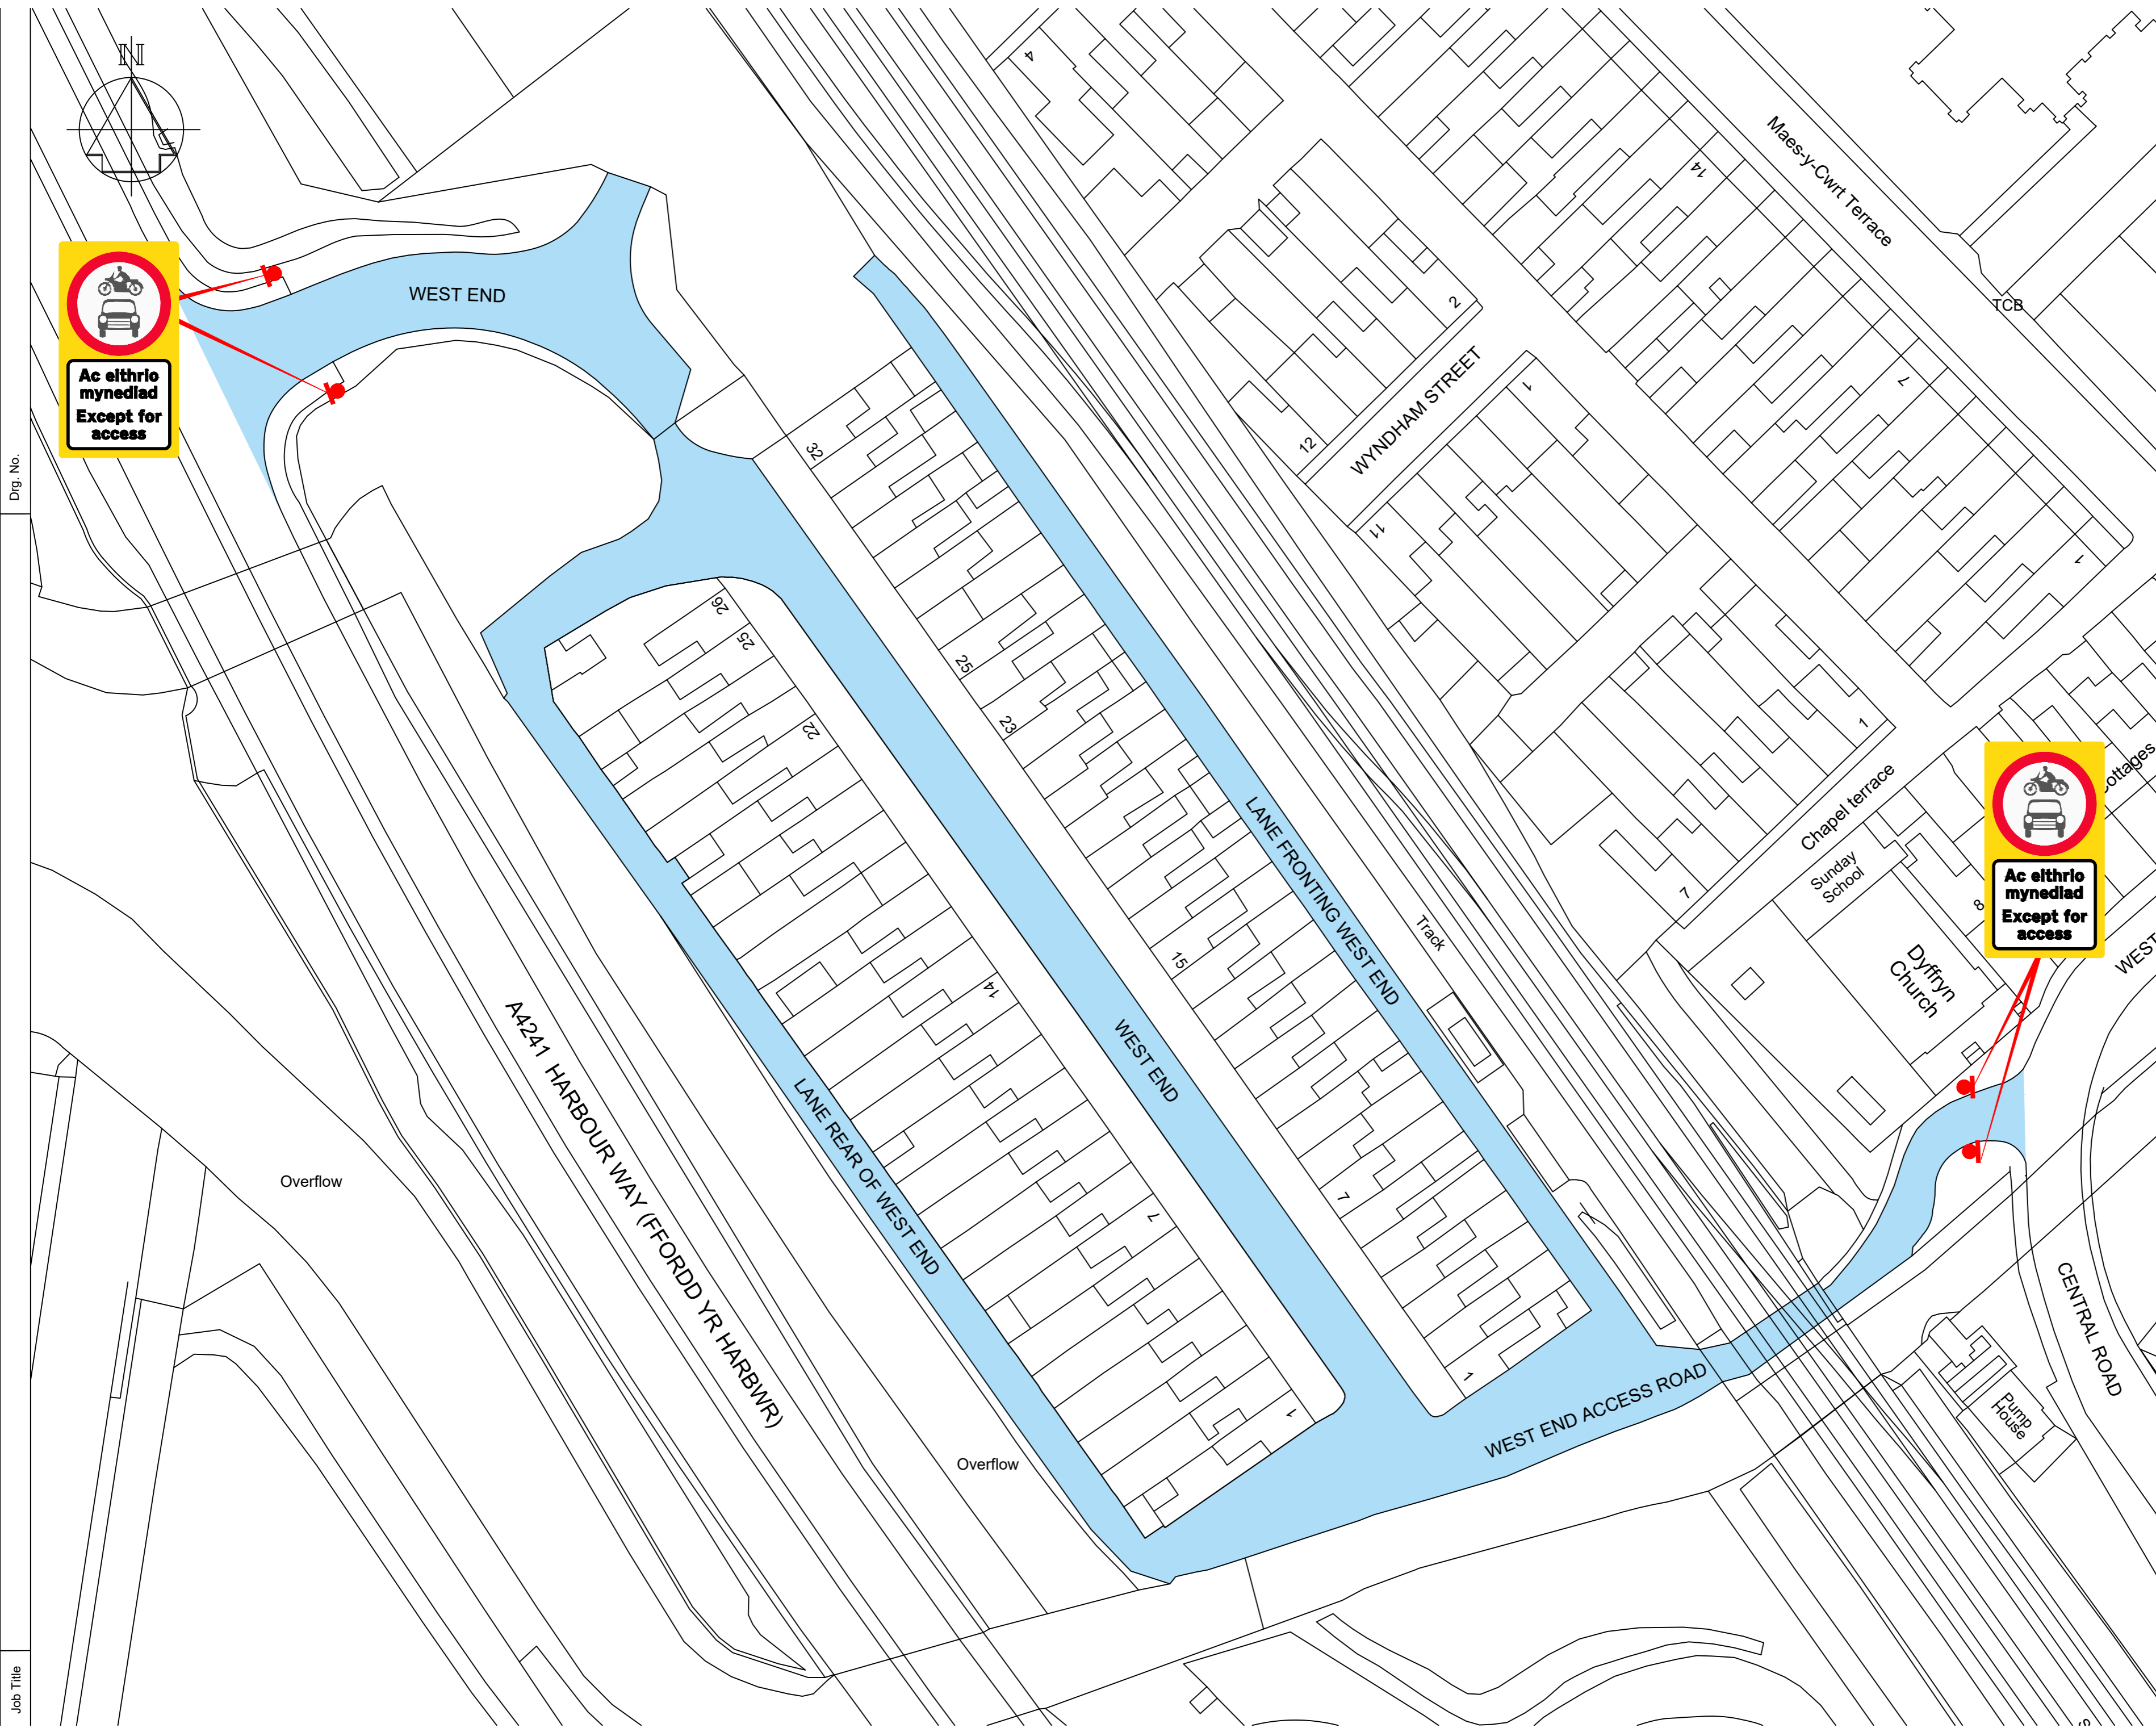 N
Drg. No.
Job Title
Ac eithrio
mynediad
Except for
access
WEST END
4
14
Maes-y-Cwrt Terrace
TCB
2
12
WYNDHAM STREET
1
11
7
1
1
7
Chapel terrace
Sunday
School
Dyffryn
Church
8
Cottages
WEST
Ac eithrio
mynediad
Except for
access
32
25
23
15
7
1
26
25
22
14
7
1
LANE FRONTING WEST END
Track
WEST END
LANE REAR OF WEST END
A4241 HARBOUR WAY (FFORDD YR HARBWR)
Overflow
Overflow
WEST END ACCESS ROAD
CENTRAL ROAD
Pump
House